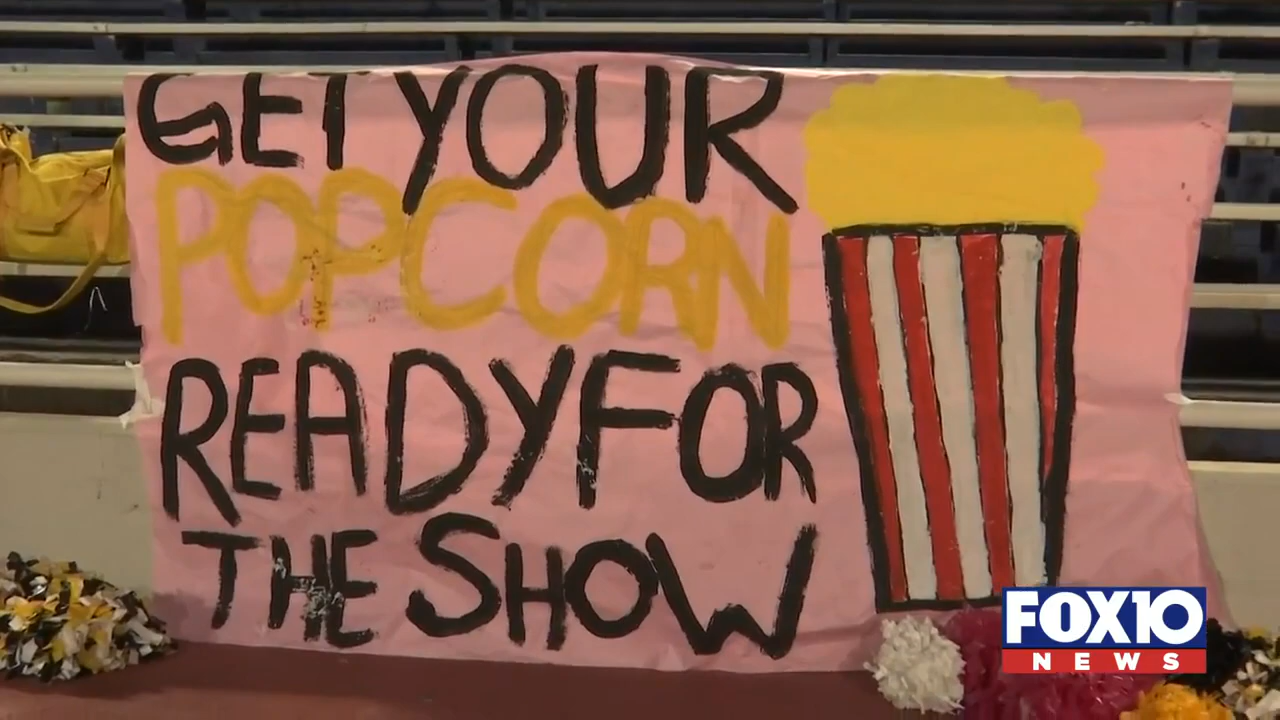 GET YOUR
POPCORN
READY FOR
THE SHOW
FOX10
NEWS